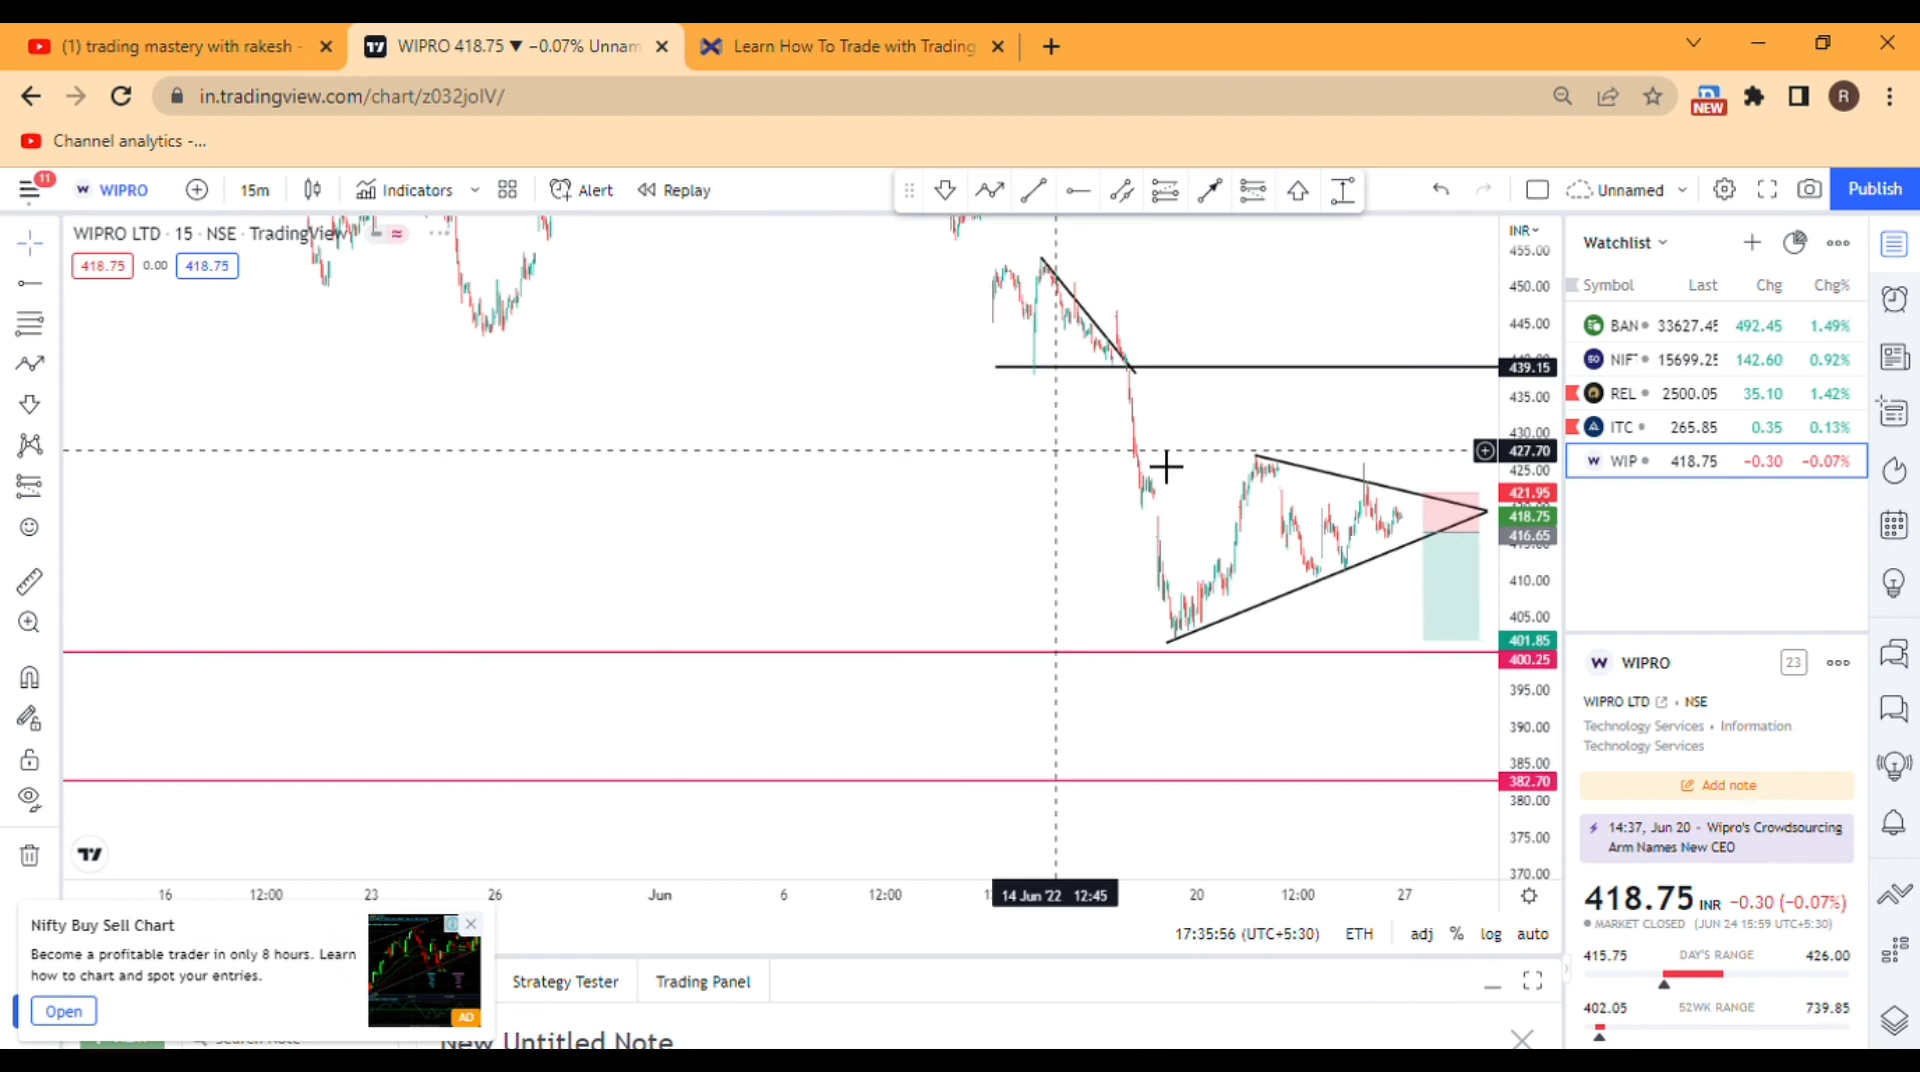 (1) trading mastery with rakesh -
WIPRO 418.75 ▼ −0.07% Unnam
Learn How To Trade with Trading
in.tradingview.com/chart/z032joIV/
NEW
R
Channel analytics -...
11
WIPRO
15m
Indicators
Alert
Replay
Unnamed
Publish
WIPRO LTD · 15 · NSE · TradingView
418.75 0.00 418.75
INR
455.00
450.00
445.00
439.15
435.00
430.00
427.70
425.00
421.95
418.75
416.65
410.00
405.00
401.85
400.25
395.00
390.00
385.00
382.70
380.00
375.00
370.00
16 12:00 23 26 Jun 6 12:00 14 Jun '22 12:45 20 12:00 27
17:35:56 (UTC+5:30) ETH adj % log auto
Watchlist
Symbol Last Chg Chg%
BAN 33627.45 492.45 1.49%
NIF 15699.25 142.60 0.92%
REL 2500.05 35.10 1.42%
ITC 265.85 0.35 0.13%
WIP 418.75 −0.30 −0.07%
WIPRO
23
WIPRO LTD · NSE
Technology Services · Information
Technology Services
Add note
14:37, Jun 20 - Wipro's Crowdsourcing
Arm Names New CEO
418.75 INR −0.30 (−0.07%)
MARKET CLOSED (JUN 24 15:59 UTC+5:30)
415.75 DAY'S RANGE 426.00
402.05 52WK RANGE 739.85
Nifty Buy Sell Chart
Become a profitable trader in only 8 hours. Learn
how to chart and spot your entries.
Open
AD
Strategy Tester
Trading Panel
New Untitled Note